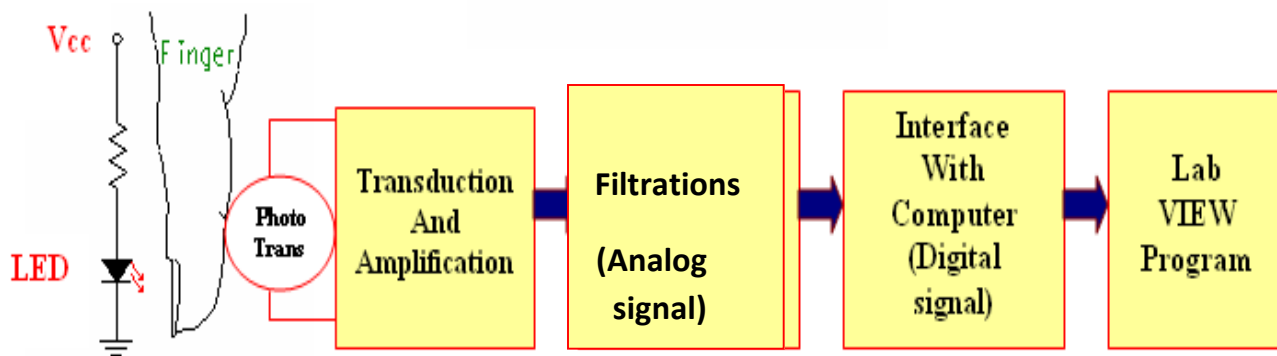 Vcc
Finger
LED
Photo
Trans
Transduction
And
Amplification
Filtrations
(Analog
signal)
Interface
With
Computer
(Digital
signal)
Lab
VIEW
Program